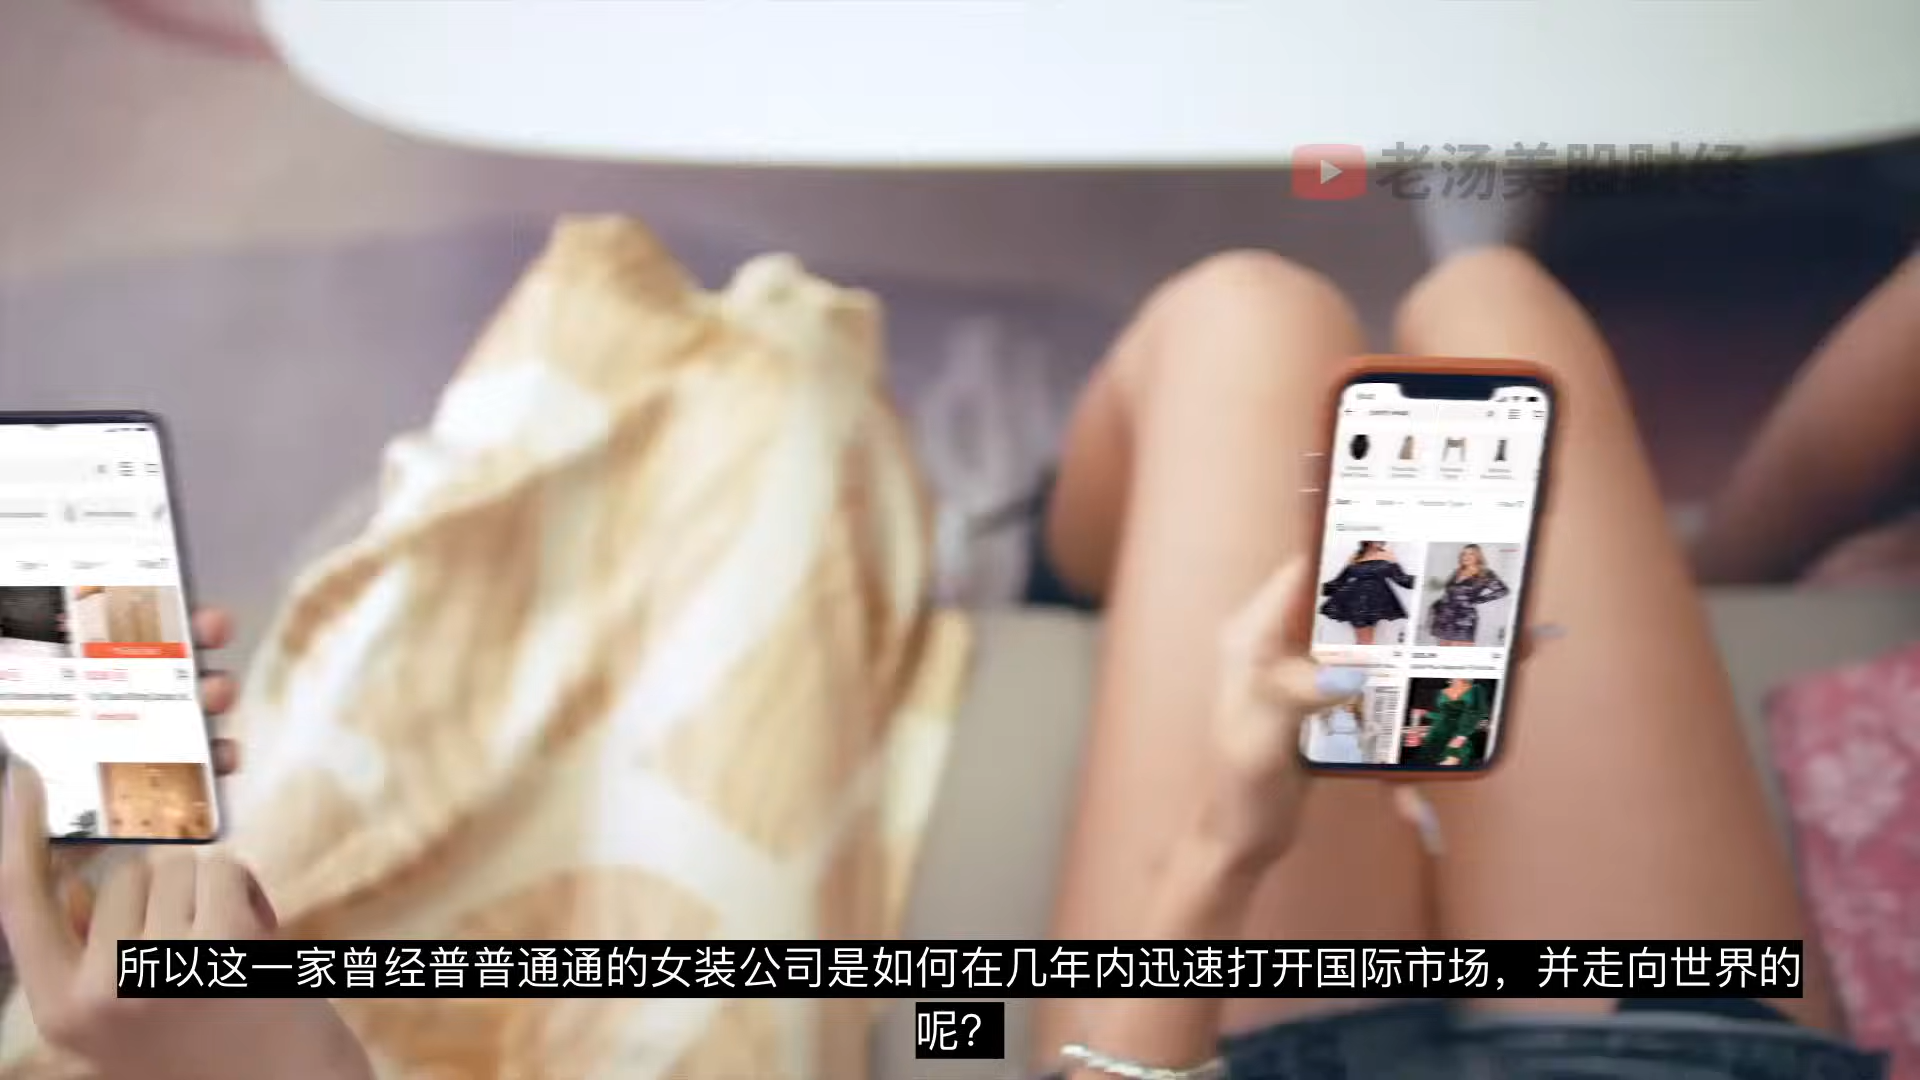 老汤美股财经
所以这一家曾经普普通通的女装公司是如何在几年内迅速打开国际市场，并走向世界的
呢？